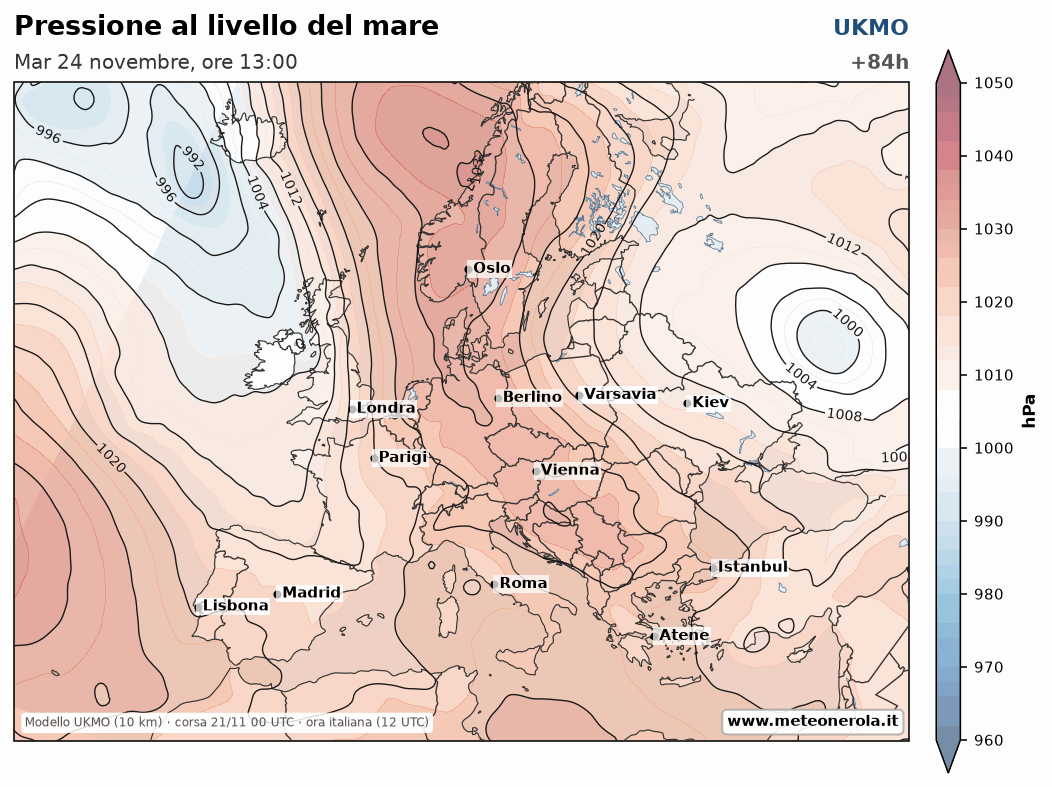 Pressione al livello del mare
UKMO
Mar 24 novembre, ore 13:00
+84h
996
992
996
1004
1012
1032
1020
1012
1000
1004
1008
100
1020
Oslo
Berlino
Varsavia
Kiev
Londra
Parigi
Vienna
Roma
Istanbul
Madrid
Lisbona
Atene
Modello UKMO (10 km) · corsa 21/11 00 UTC · ora italiana (12 UTC)
www.meteonerola.it
1050
1040
1030
1020
1010
1000
990
980
970
960
hPa